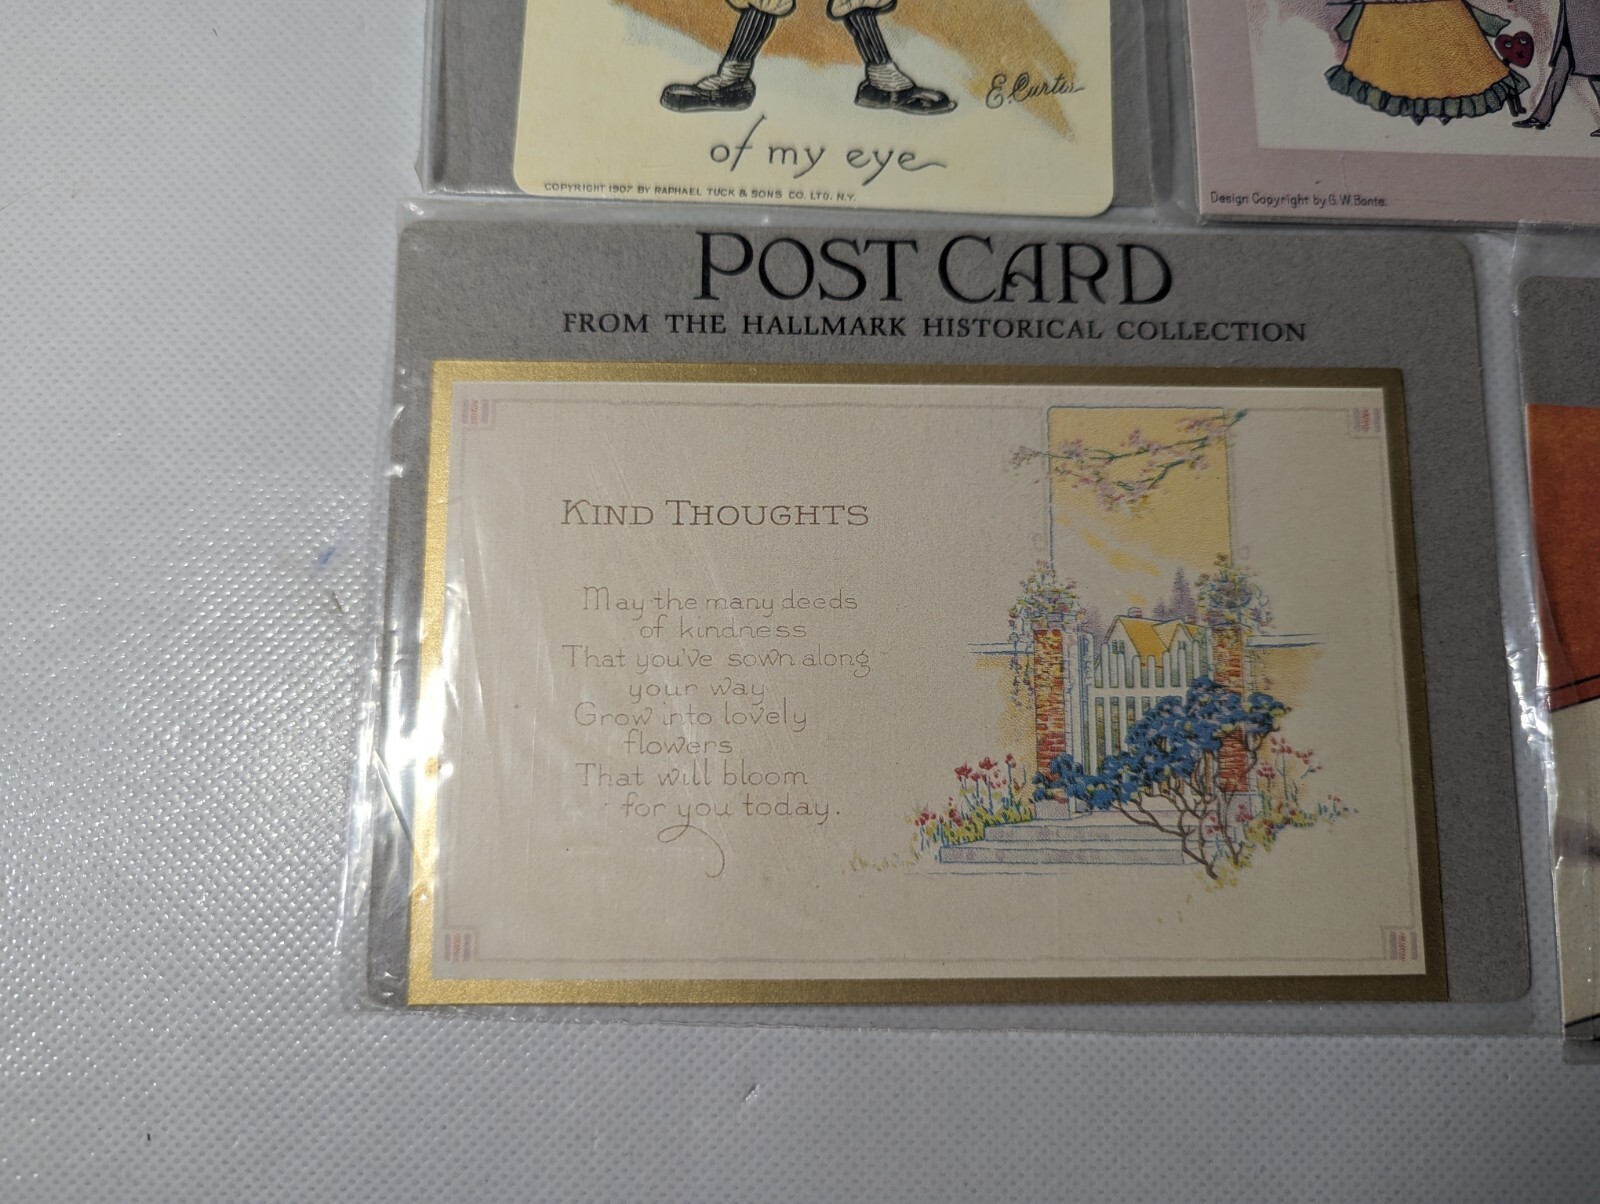 E. Curtis
of my eye
COPYRIGHT 1907 BY RAPHAEL TUCK & SONS CO. LTD. N.Y.
Design Copyright by G. W. Bonte.
POST CARD
FROM THE HALLMARK HISTORICAL COLLECTION
KIND THOUGHTS
May the many deeds
of kindness
That you've sown along
your way
Grow into lovely
flowers
That will bloom
for you today.